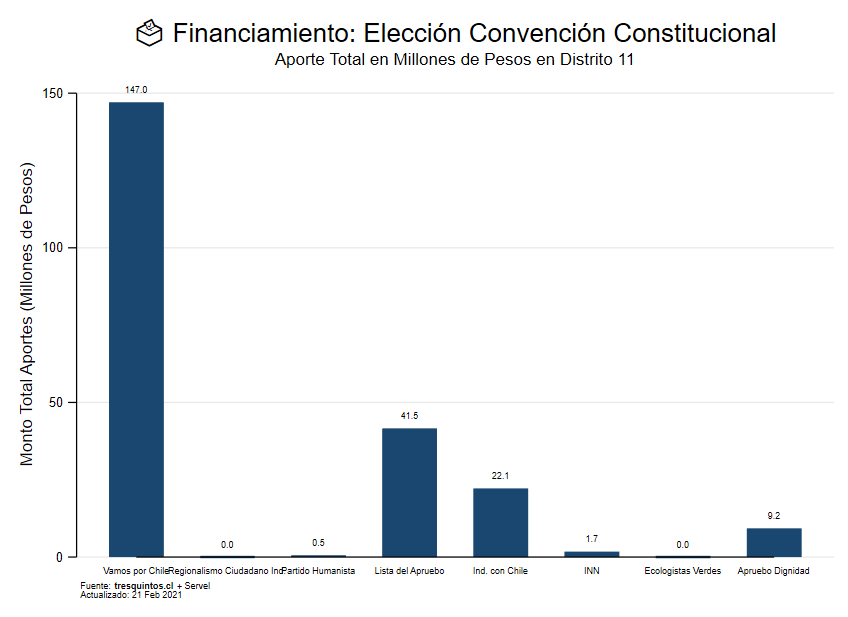 Financiamiento: Elección Convención Constitucional
Aporte Total en Millones de Pesos en Distrito 11
Monto Total Aportes (Millones de Pesos)
150
100
50
0
147.0
0.0
0.5
41.5
22.1
1.7
0.0
9.2
Vamos por Chile
Regionalismo Ciudadano Ind
Partido Humanista
Lista del Apruebo
Ind. con Chile
INN
Ecologistas Verdes
Apruebo Dignidad
Fuente: tresquintos.cl + Servel
Actualizado: 21 Feb 2021